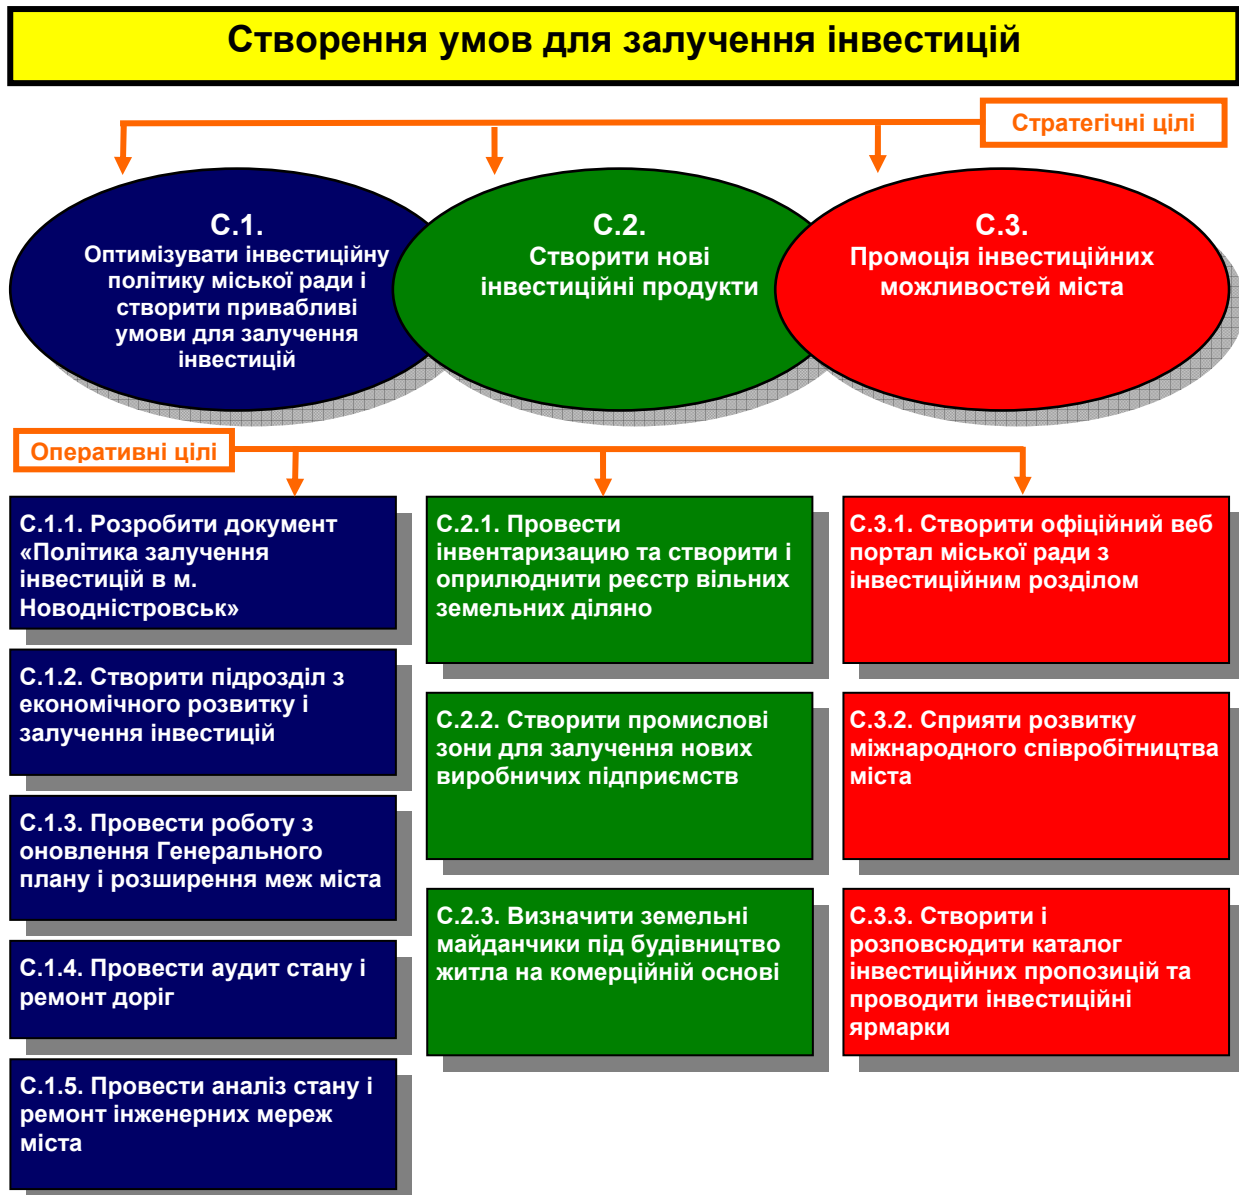 Створення умов для залучення інвестицій
Стратегічні цілі
С.1.
Оптимізувати інвестиційну
політику міської ради і
створити привабливі
умови для залучення
інвестицій
С.2.
Створити нові
інвестиційні продукти
С.3.
Промоція інвестиційних
можливостей міста
Оперативні цілі
С.1.1. Розробити документ
«Політика залучення
інвестицій в м.
Новодністровськ»
С.1.2. Створити підрозділ з
економічного розвитку і
залучення інвестицій
С.1.3. Провести роботу з
оновлення Генерального
плану і розширення меж міста
С.1.4. Провести аудит стану і
ремонт доріг
С.1.5. Провести аналіз стану і
ремонт інженерних мереж
міста
С.2.1. Провести
інвентаризацію та створити і
оприлюднити реєстр вільних
земельних діляно
С.2.2. Створити промислові
зони для залучення нових
виробничих підприємств
С.2.3. Визначити земельні
майданчики під будівництво
житла на комерційній основі
С.3.1. Створити офіційний веб
портал міської ради з
інвестиційним розділом
С.3.2. Сприяти розвитку
міжнародного співробітництва
міста
С.3.3. Створити і
розповсюдити каталог
інвестиційних пропозицій та
проводити інвестиційні
ярмарки